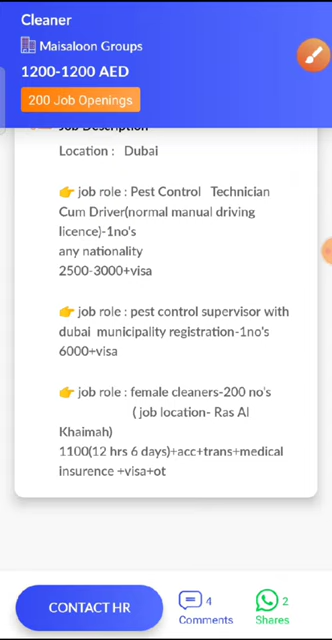 Cleaner
Maisaloon Groups
1200-1200 AED
200 Job Openings
Job Description
Location : Dubai
👉 job role : Pest Control Technician
Cum Driver(normal manual driving
licence)-1no's
any nationality
2500-3000+visa
👉 job role : pest control supervisor with
dubai municipality registration-1no's
6000+visa
👉 job role : female cleaners-200 no's
( job location- Ras Al
Khaimah)
1100(12 hrs 6 days)+acc+trans+medical
insurence +visa+ot
CONTACT HR
4
Comments
2
Shares